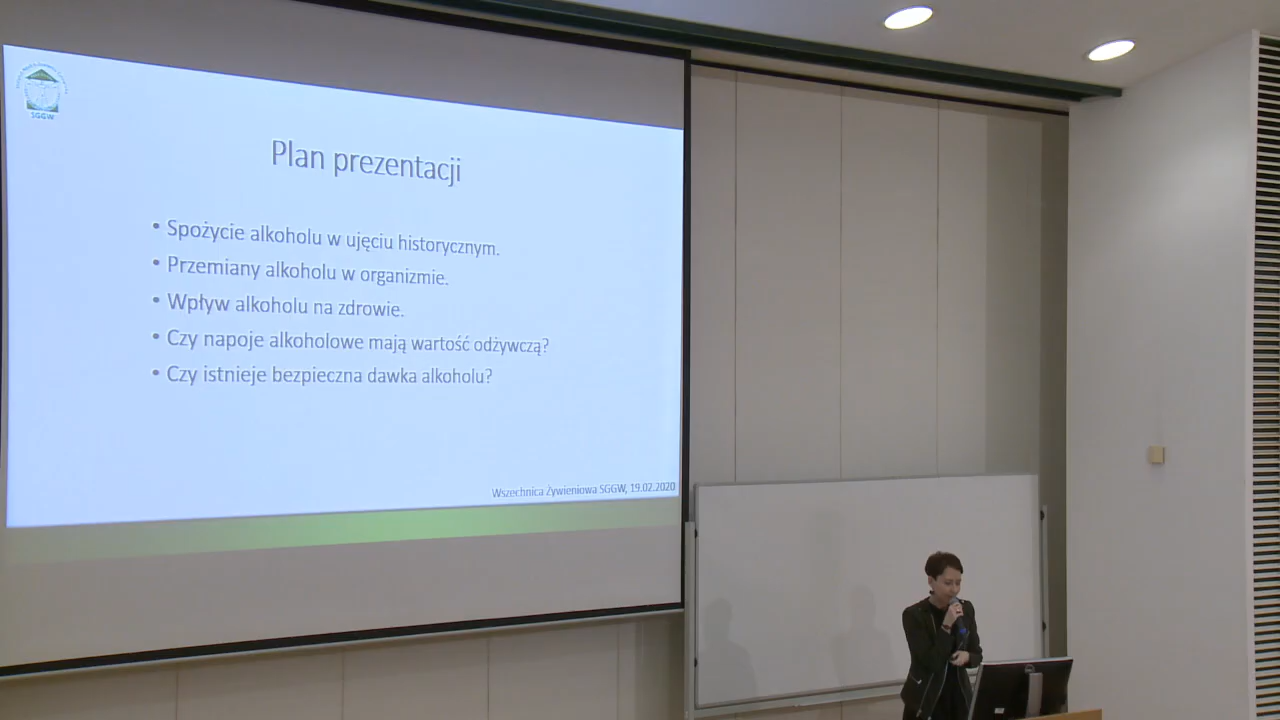 SGGW
Plan prezentacji
• Spożycie alkoholu w ujęciu historycznym.
• Przemiany alkoholu w organizmie.
• Wpływ alkoholu na zdrowie.
• Czy napoje alkoholowe mają wartość odżywczą?
• Czy istnieje bezpieczna dawka alkoholu?
Wszechnica Żywieniowa SGGW, 19.02.2020